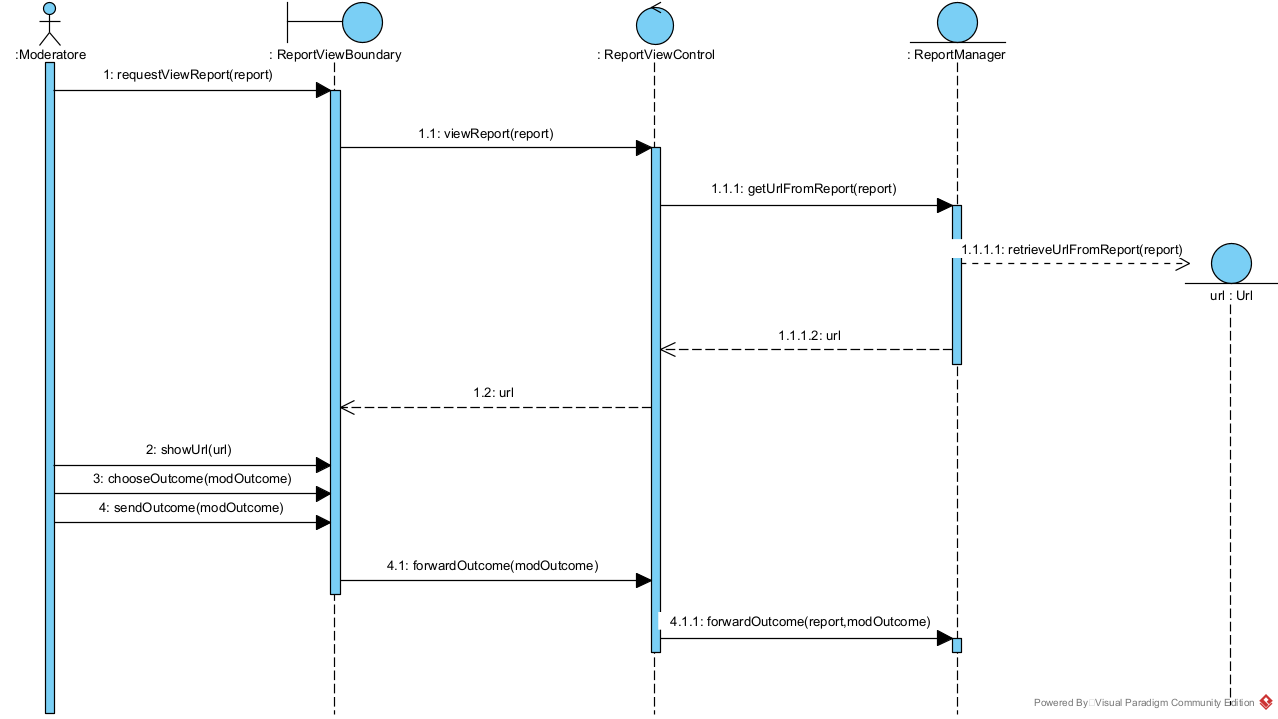 :Moderatore
: ReportViewBoundary
: ReportViewControl
: ReportManager
1: requestViewReport(report)
1.1: viewReport(report)
1.1.1: getUrlFromReport(report)
1.1.1.1: retrieveUrlFromReport(report)
url : Url
1.1.1.2: url
1.2: url
2: showUrl(url)
3: chooseOutcome(modOutcome)
4: sendOutcome(modOutcome)
4.1: forwardOutcome(modOutcome)
4.1.1: forwardOutcome(report,modOutcome)
Powered By Visual Paradigm Community Edition